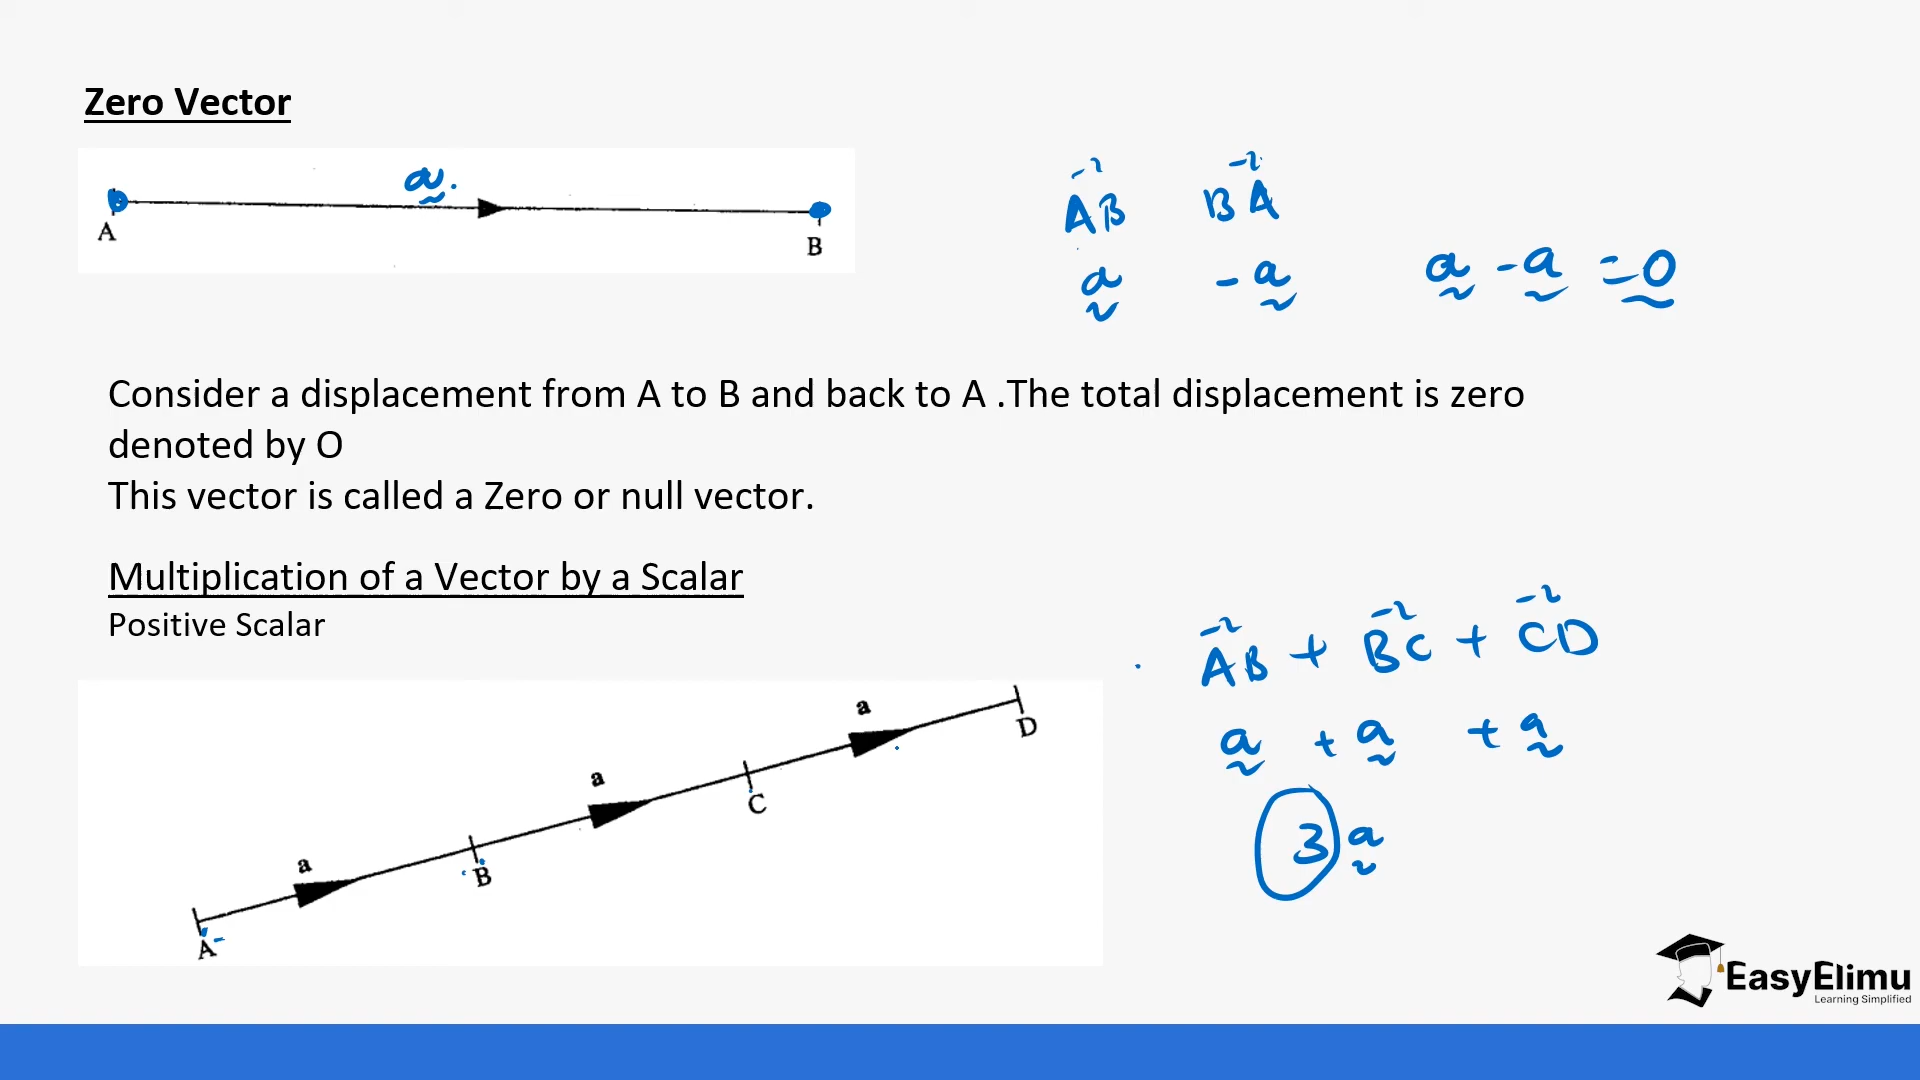 Zero Vector
a
A
B
AB BA
a -a a - a = 0
Consider a displacement from A to B and back to A .The total displacement is zero
denoted by O
This vector is called a Zero or null vector.
Multiplication of a Vector by a Scalar
Positive Scalar
AB + BC + CD
a + a + a
3 a
a
D
a
C
a
B
A
EasyElimu
Learning Simplified